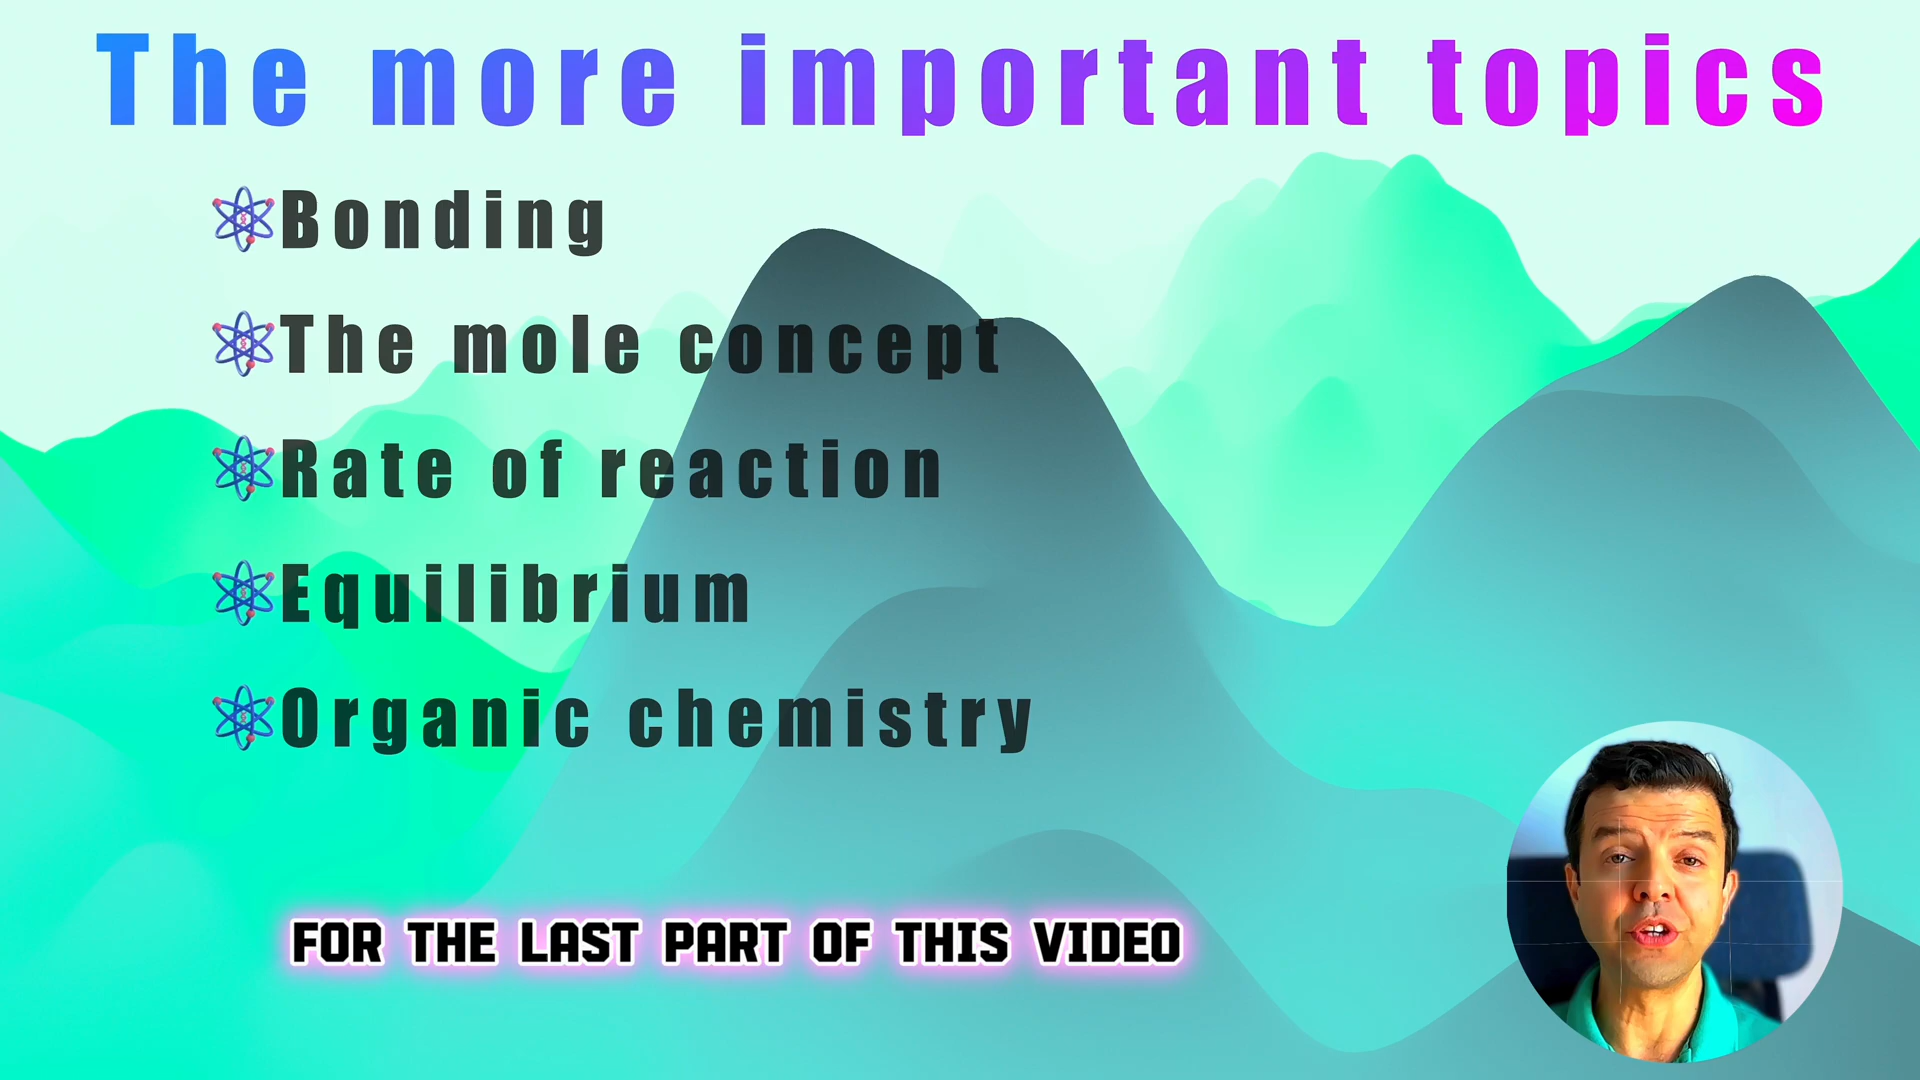 The more important topics
Bonding
The mole concept
Rate of reaction
Equilibrium
Organic chemistry
FOR THE LAST PART OF THIS VIDEO